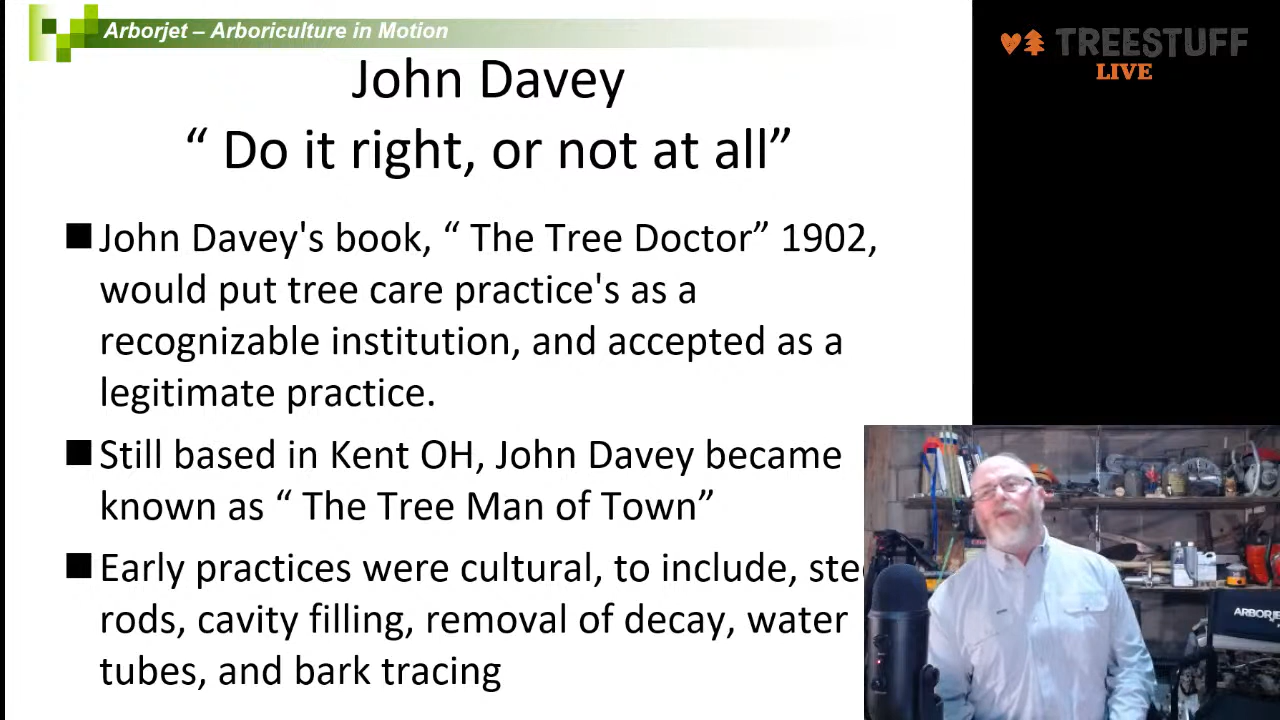 Arborjet – Arboriculture in Motion
TREESTUFF
LIVE
John Davey
“ Do it right, or not at all”
John Davey's book, “ The Tree Doctor” 1902,
would put tree care practice's as a
recognizable institution, and accepted as a
legitimate practice.
Still based in Kent OH, John Davey became
known as “ The Tree Man of Town”
Early practices were cultural, to include,
rods, cavity filling, removal of decay, water
tubes, and bark tracing
ARBORJET